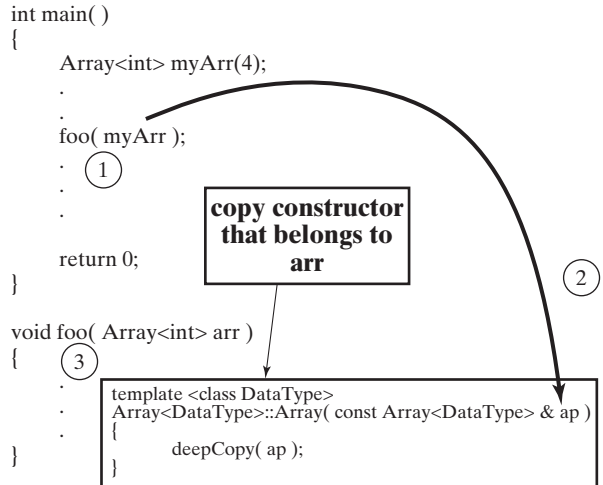 int main( )
{
Array<int> myArr(4);
.
.
foo( myArr );
.
1
.
.
copy constructor
that belongs to
arr
return 0;
2
}
void foo( Array<int> arr )
{
3
.
.
.
}
template <class DataType>
Array<DataType>::Array( const Array<DataType> & ap )
{
deepCopy( ap );
}